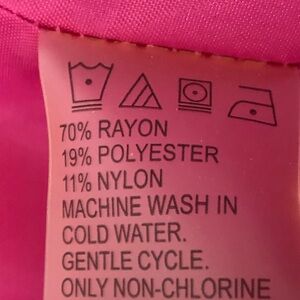 70% RAYON
19% POLYESTER
11% NYLON
MACHINE WASH IN
COLD WATER.
GENTLE CYCLE.
ONLY NON-CHLORINE